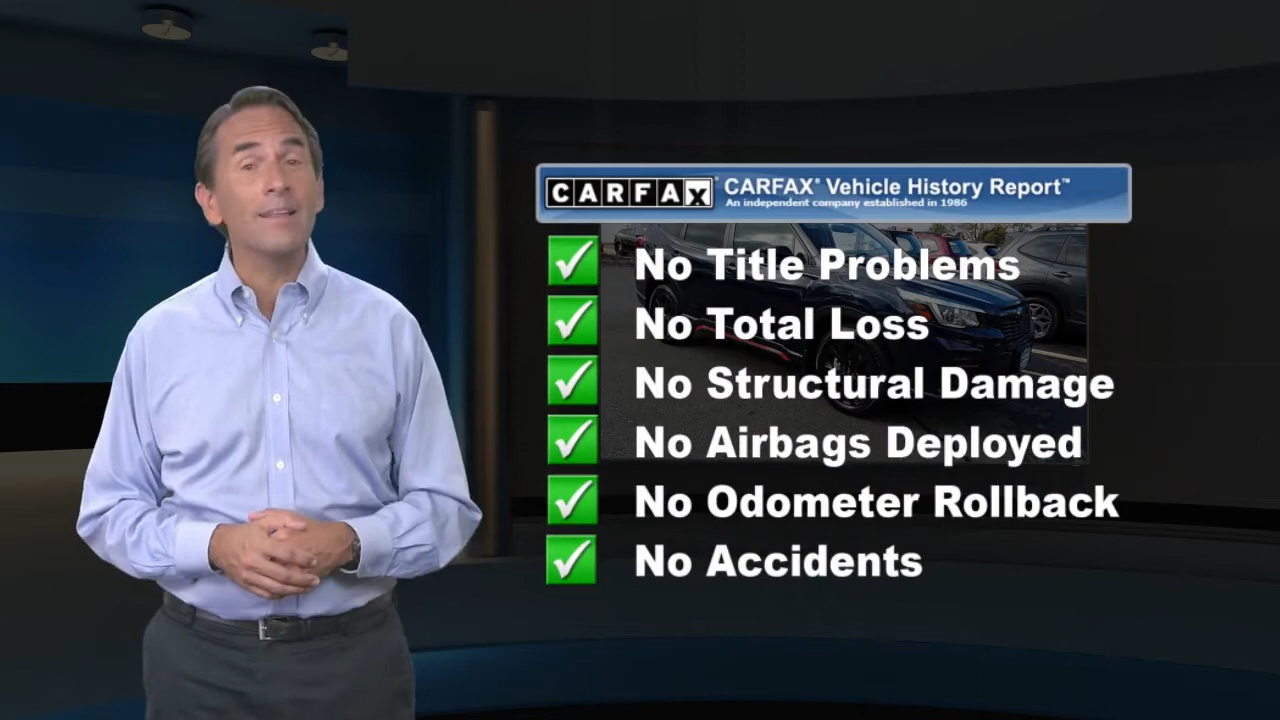 CARFAX® CARFAX® Vehicle History Report™
An independent company established in 1986
No Title Problems
No Total Loss
No Structural Damage
No Airbags Deployed
No Odometer Rollback
No Accidents